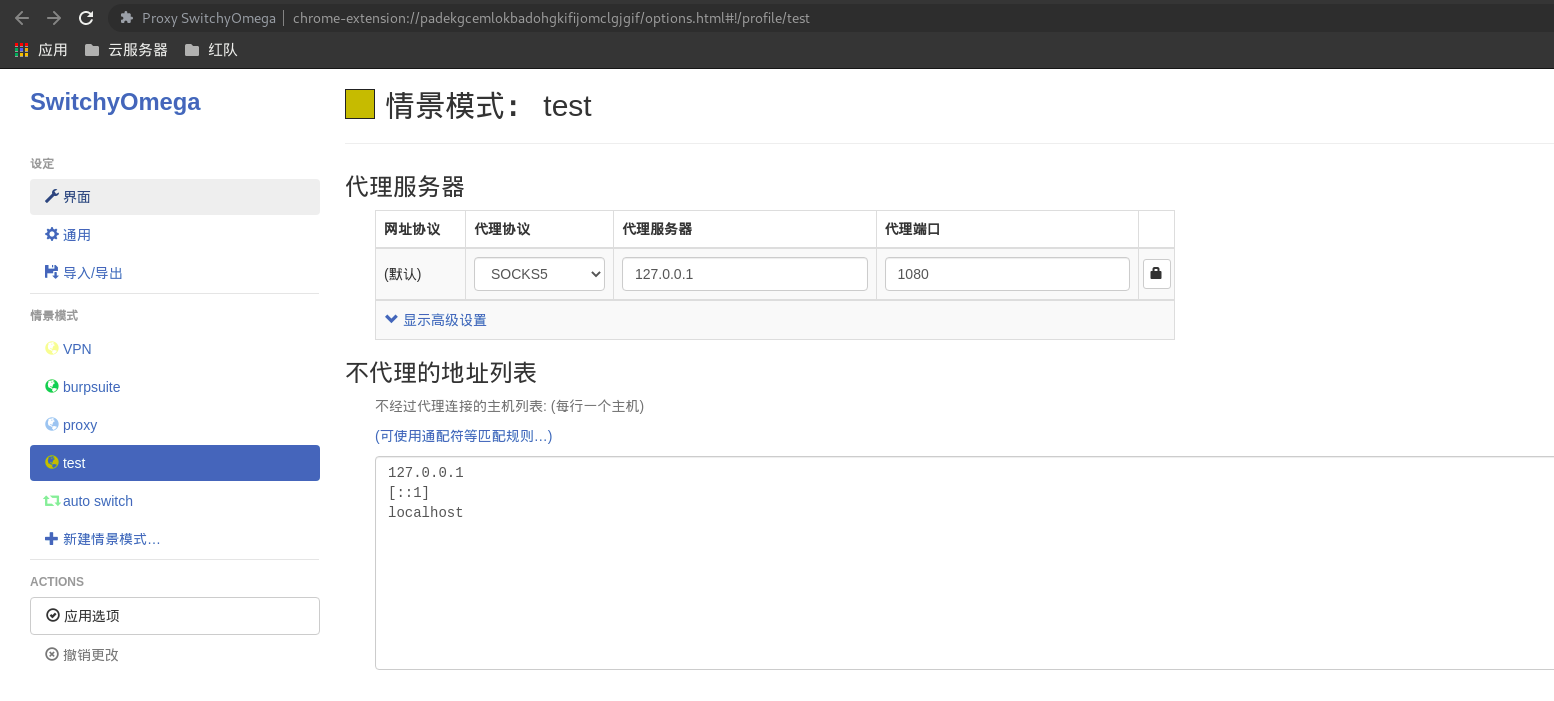 Proxy SwitchyOmega | chrome-extension://padekgcemlokbadohgkifijomclgjgif/options.html#!/profile/test
应用 云服务器 红队
SwitchyOmega
设定
界面
通用
导入/导出
情景模式
VPN
burpsuite
proxy
test
auto switch
新建情景模式…
ACTIONS
应用选项
撤销更改
情景模式： test
代理服务器
网址协议 代理协议 代理服务器 代理端口
(默认) SOCKS5 127.0.0.1 1080
显示高级设置
不代理的地址列表
不经过代理连接的主机列表: (每行一个主机)
(可使用通配符等匹配规则…)
127.0.0.1
[::1]
localhost